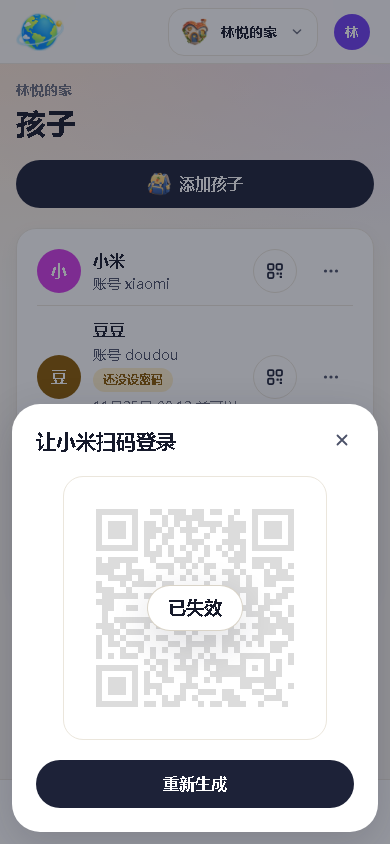 林悦的家
林
林悦的家
孩子
添加孩子
小
小米
账号 xiaomi
豆
豆豆
账号 doudou
还没设密码
让小米扫码登录
已失效
重新生成